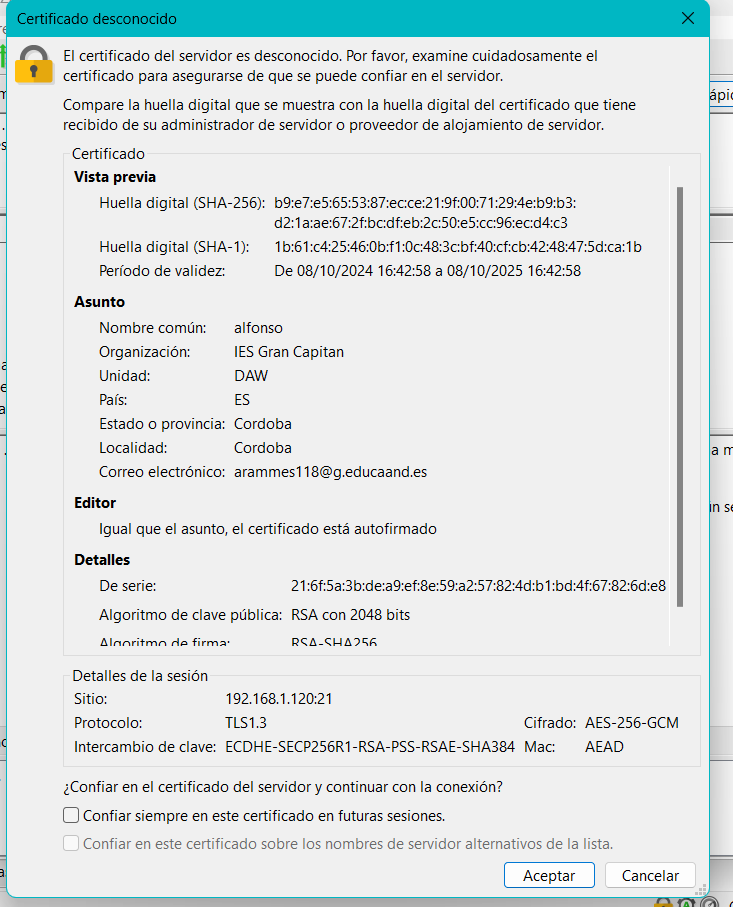 Certificado desconocido
El certificado del servidor es desconocido. Por favor, examine cuidadosamente el
certificado para asegurarse de que se puede confiar en el servidor.
Compare la huella digital que se muestra con la huella digital del certificado que tiene
recibido de su administrador de servidor o proveedor de alojamiento de servidor.
Certificado
Vista previa
Huella digital (SHA-256): b9:e7:e5:65:53:87:ec:ce:21:9f:00:71:29:4e:b9:b3:
d2:1a:ae:67:2f:bc:df:eb:2c:50:e5:cc:96:ec:d4:c3
Huella digital (SHA-1): 1b:61:c4:25:46:0b:f1:0c:48:3c:bf:40:cf:cb:42:48:47:5d:ca:1b
Período de validez: De 08/10/2024 16:42:58 a 08/10/2025 16:42:58
Asunto
Nombre común: alfonso
Organización: IES Gran Capitan
Unidad: DAW
País: ES
Estado o provincia: Cordoba
Localidad: Cordoba
Correo electrónico: arammes118@g.educaand.es
Editor
Igual que el asunto, el certificado está autofirmado
Detalles
De serie: 21:6f:5a:3b:de:a9:ef:8e:59:a2:57:82:4d:b1:bd:4f:67:82:6d:e8
Algoritmo de clave pública: RSA con 2048 bits
Algoritmo de firma: RSA-SHA256
Detalles de la sesión
Sitio: 192.168.1.120:21
Protocolo: TLS1.3 Cifrado: AES-256-GCM
Intercambio de clave: ECDHE-SECP256R1-RSA-PSS-RSAE-SHA384 Mac: AEAD
¿Confiar en el certificado del servidor y continuar con la conexión?
Confiar siempre en este certificado en futuras sesiones.
Confiar en este certificado sobre los nombres de servidor alternativos de la lista.
Aceptar Cancelar